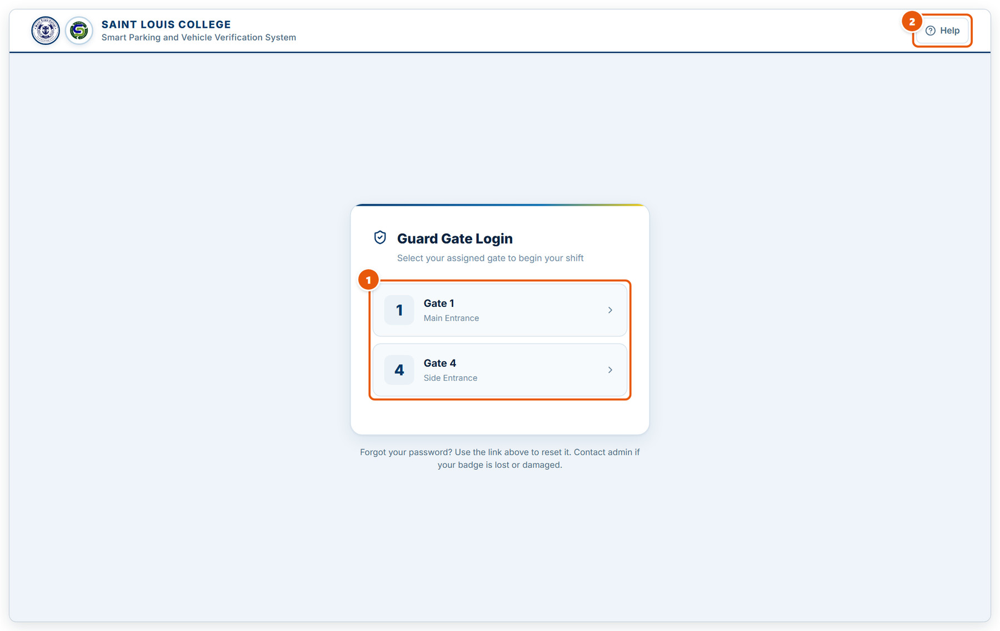 SAINT LOUIS COLLEGE
Smart Parking and Vehicle Verification System
2
Help
Guard Gate Login
Select your assigned gate to begin your shift
1
1
Gate 1
Main Entrance
4
Gate 4
Side Entrance
Forgot your password? Use the link above to reset it. Contact admin if
your badge is lost or damaged.